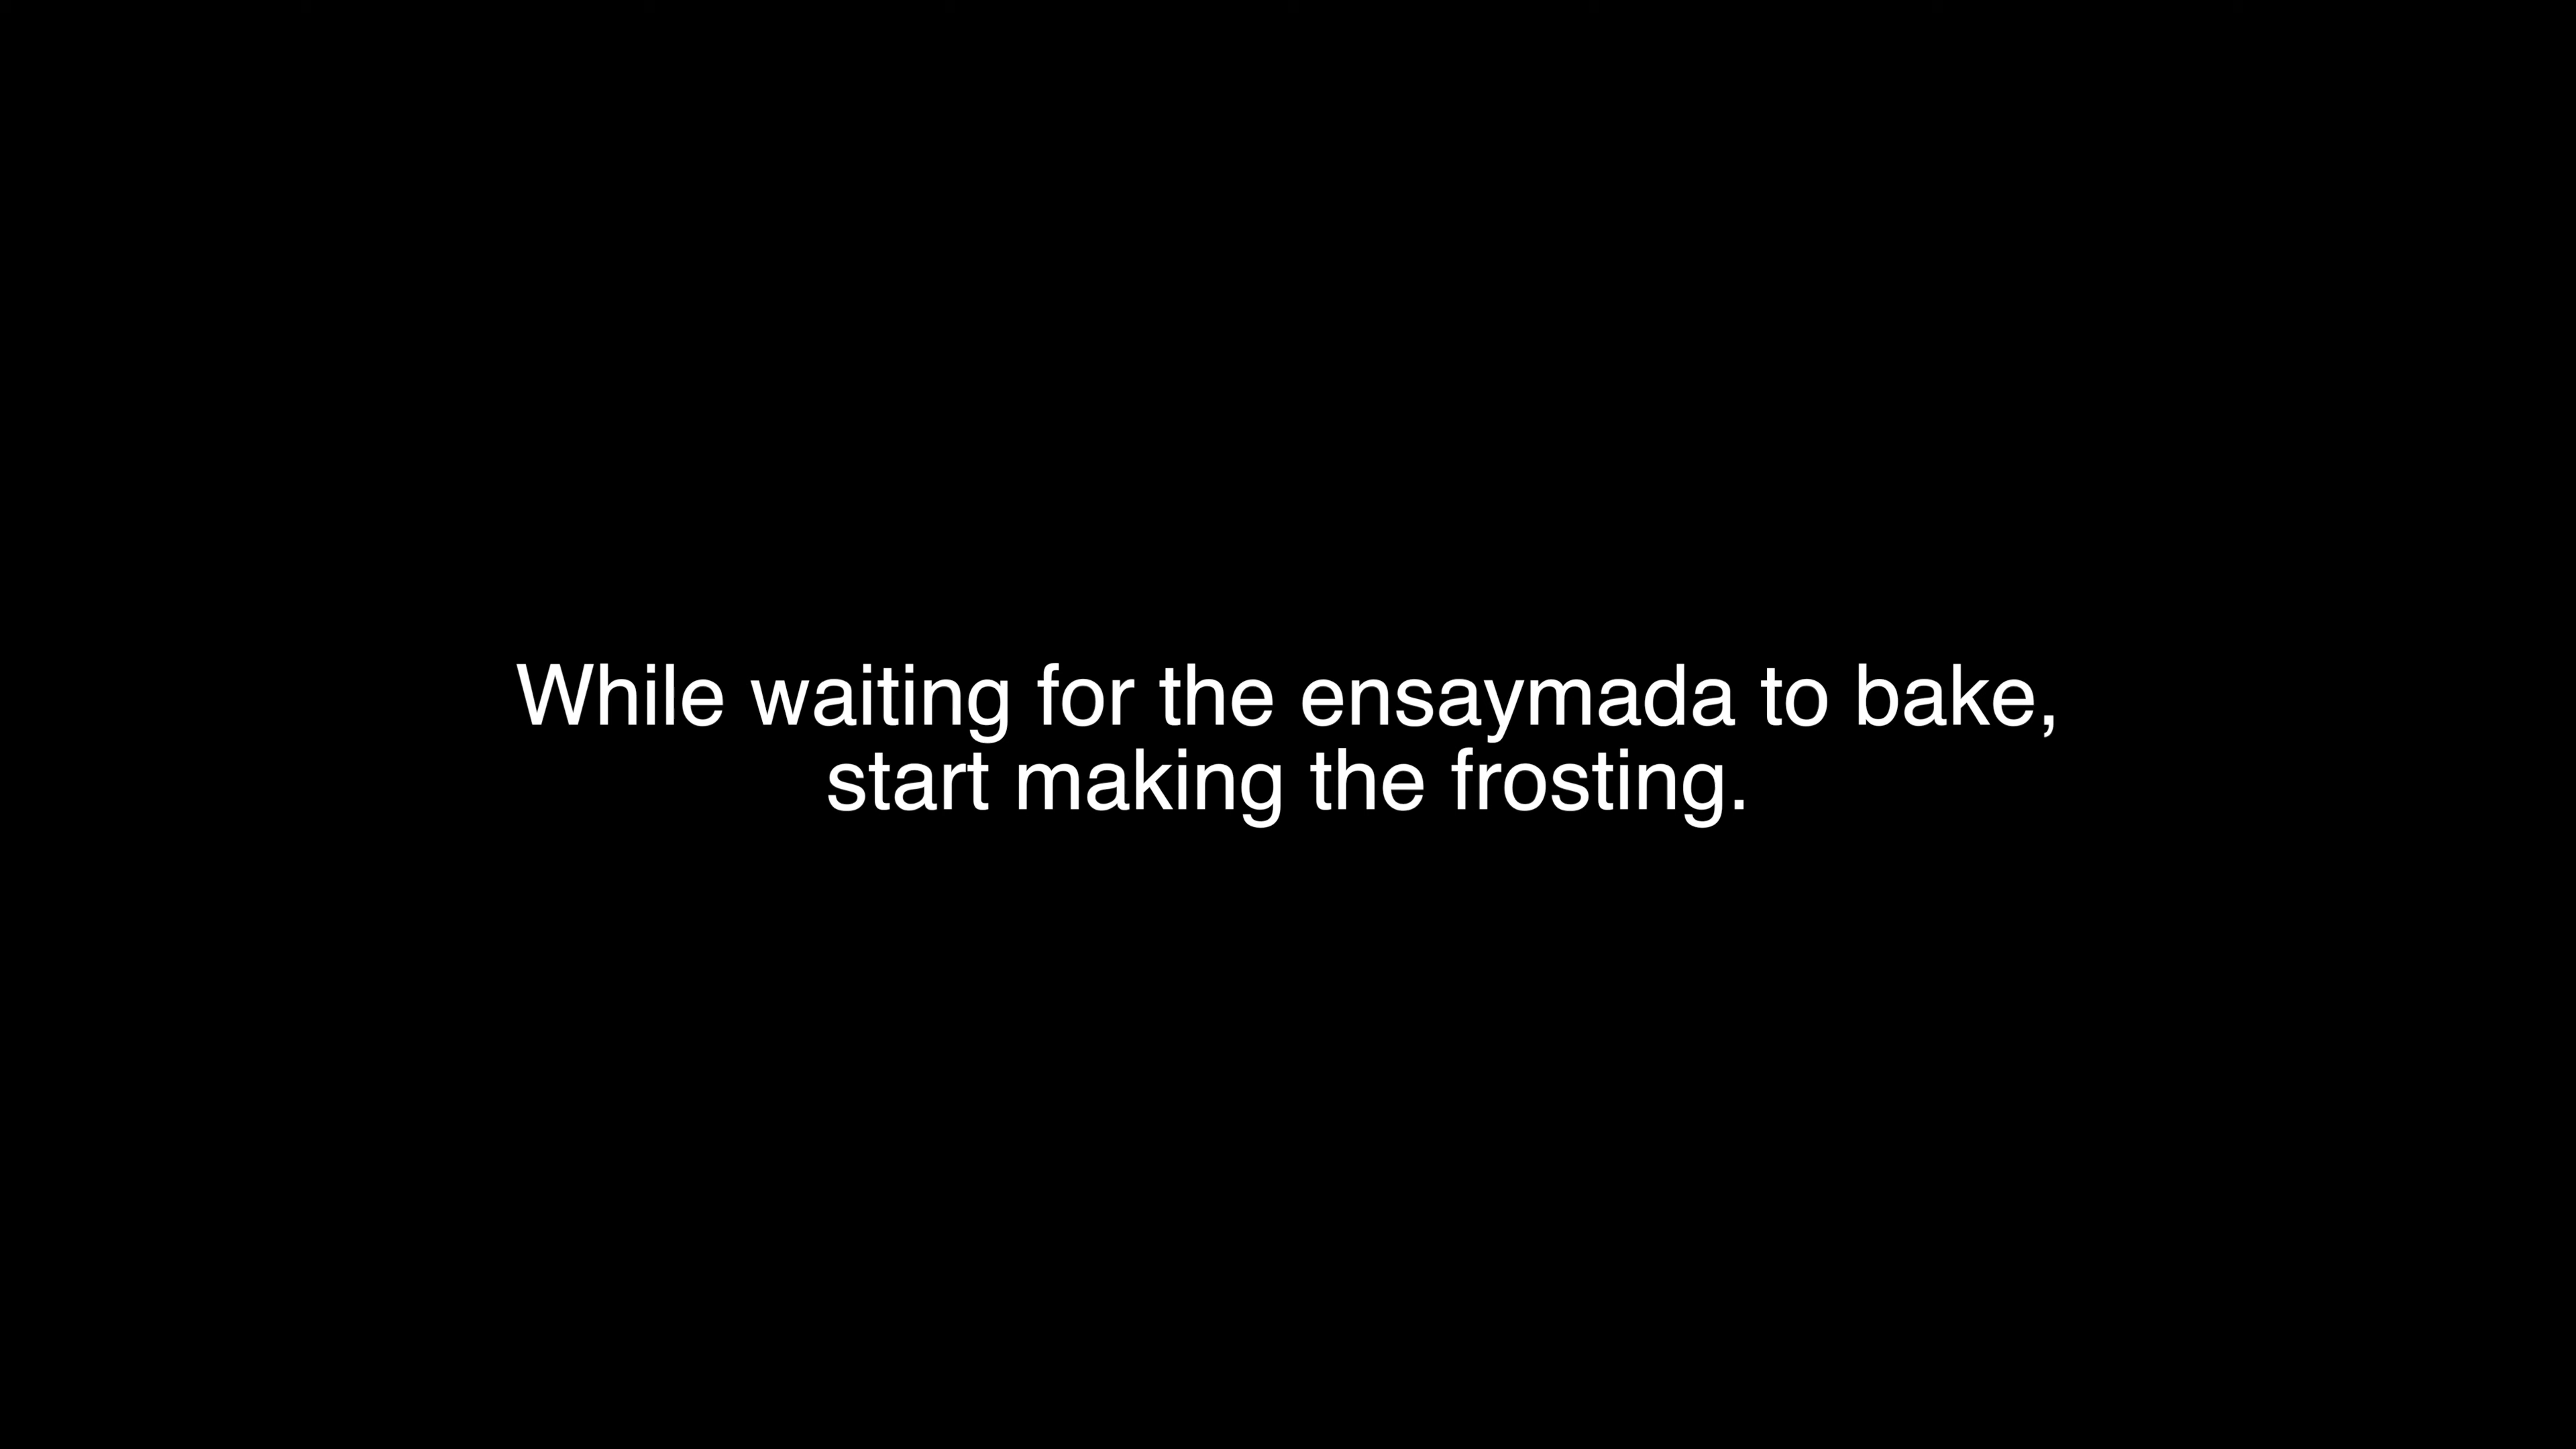 While waiting for the ensaymada to bake,
start making the frosting.